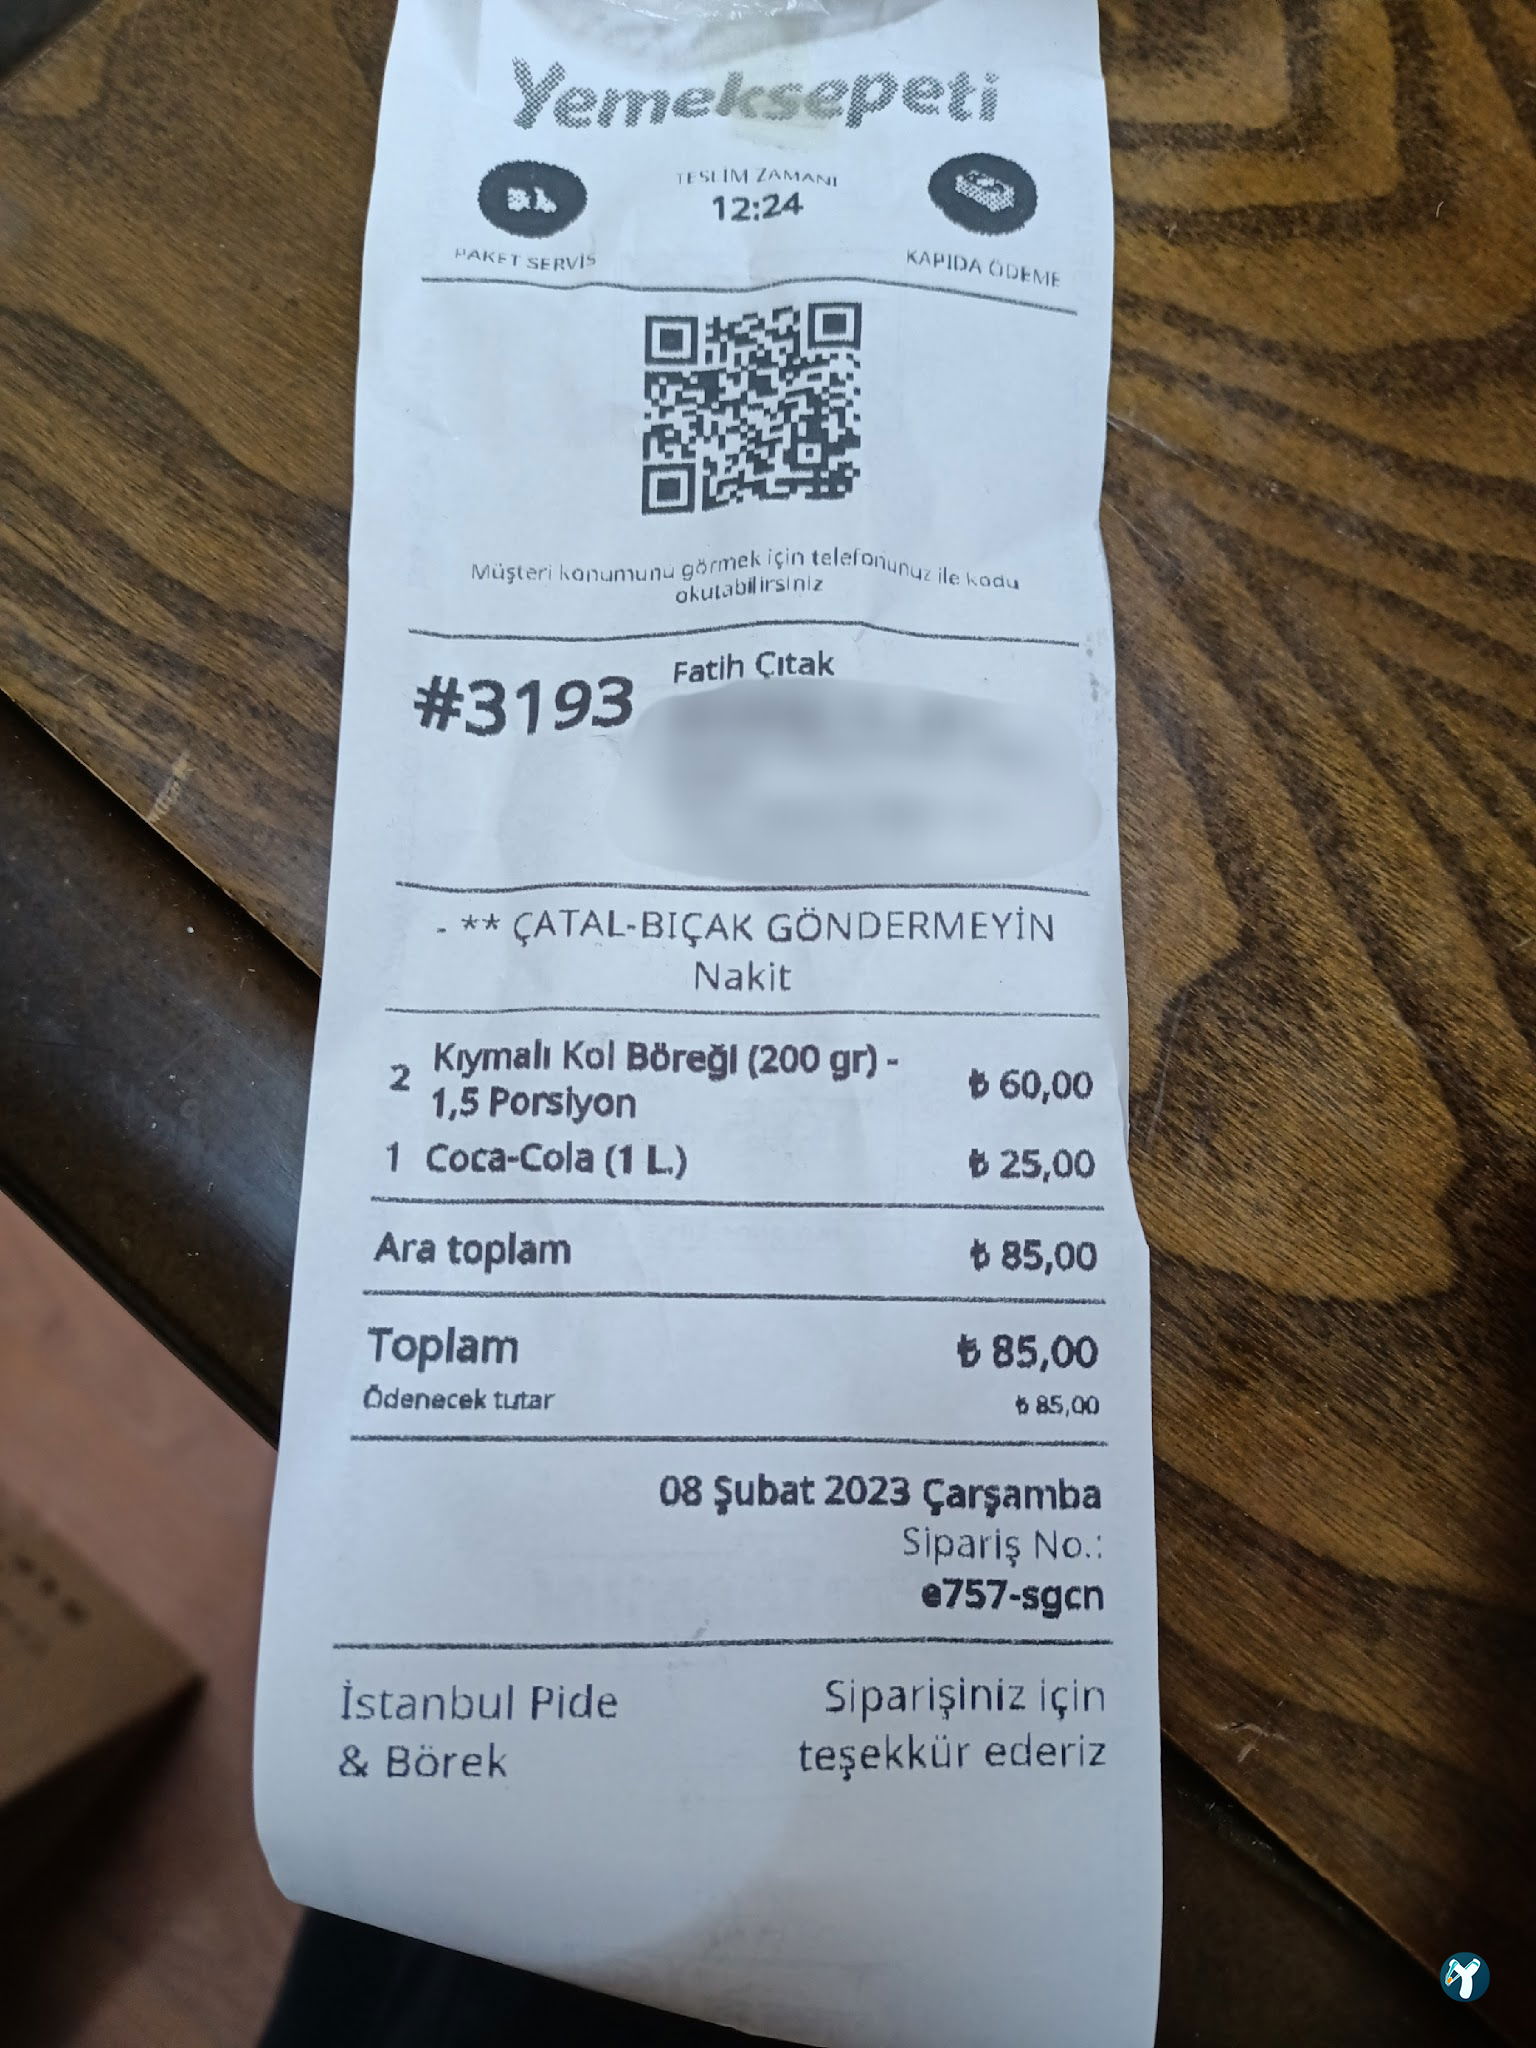 Yemeksepeti
TESLİM ZAMANI
12:24
PAKET SERVİS
KAPIDA ÖDEME
Müşteri konumunu görmek için telefonunuz ile kodu
okutabilirsiniz
#3193
Fatih Çıtak
- ** ÇATAL-BIÇAK GÖNDERMEYİN
Nakit
2 Kıymalı Kol Böreği (200 gr) - ₺ 60,00
1,5 Porsiyon
1 Coca-Cola (1 L.) ₺ 25,00
Ara toplam ₺ 85,00
Toplam ₺ 85,00
Ödenecek tutar ₺ 85,00
08 Şubat 2023 Çarşamba
Sipariş No.:
e757-sgcn
İstanbul Pide
& Börek
Siparişiniz için
teşekkür ederiz